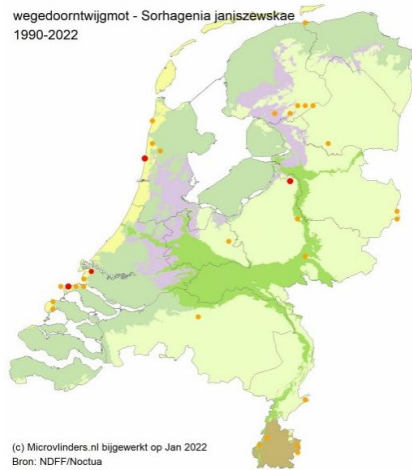 wegedoorntwijgmot - Sorhagenia janiszewskae
1990-2022
(c) Microvlinders.nl bijgewerkt op Jan 2022
Bron: NDFF/Noctua